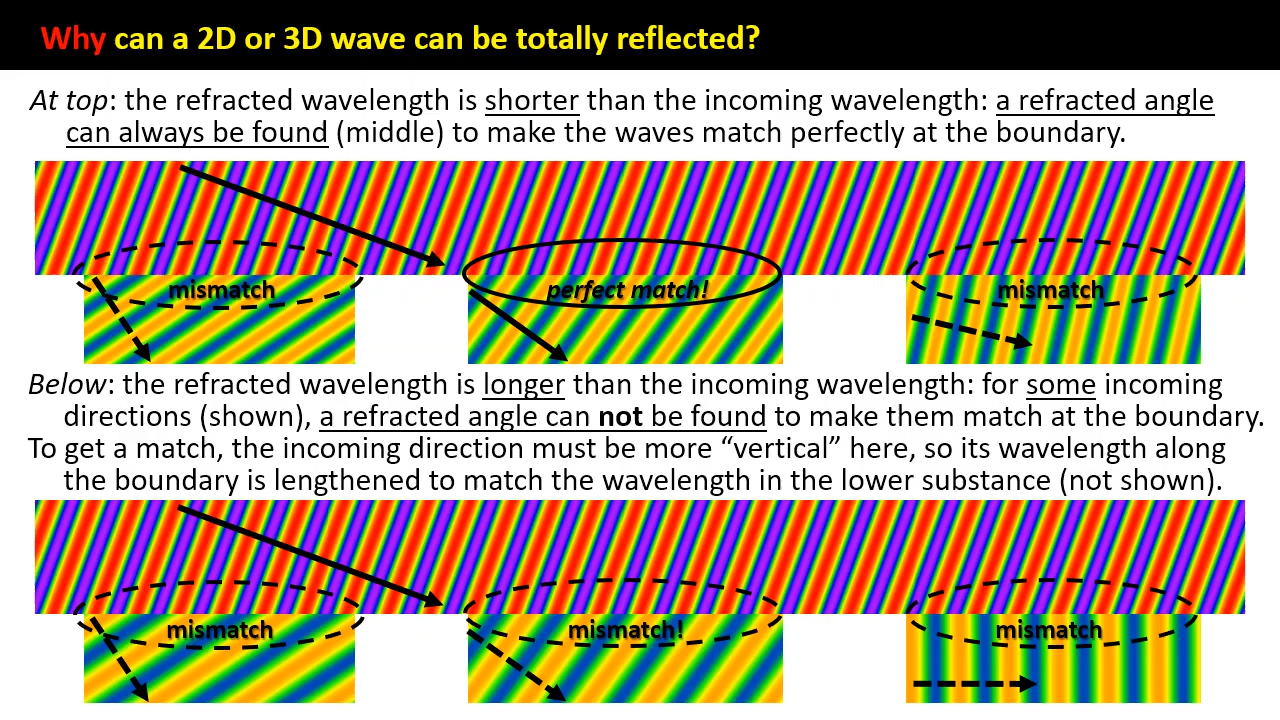 Why can a 2D or 3D wave can be totally reflected?
At top: the refracted wavelength is shorter than the incoming wavelength: a refracted angle
can always be found (middle) to make the waves match perfectly at the boundary.
mismatch
perfect match!
mismatch
Below: the refracted wavelength is longer than the incoming wavelength: for some incoming
directions (shown), a refracted angle can not be found to make them match at the boundary.
To get a match, the incoming direction must be more “vertical” here, so its wavelength along
the boundary is lengthened to match the wavelength in the lower substance (not shown).
mismatch
mismatch!
mismatch